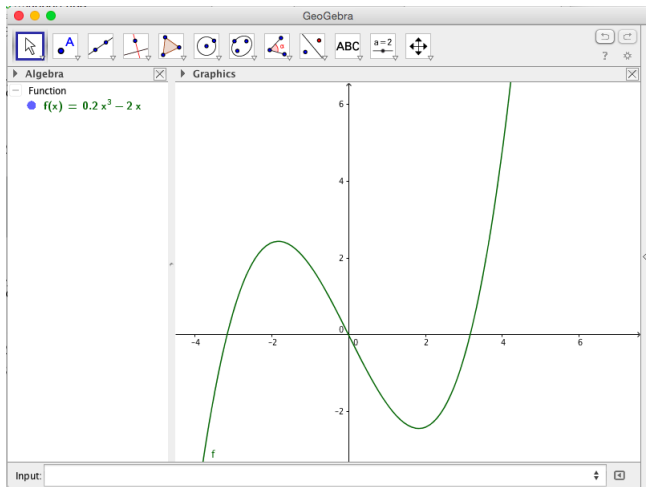 GeoGebra
A
α
ABC
a=2
?
Algebra
Graphics
Function
f(x) = 0.2 x³ − 2 x
6
4
2
0
-4
-2
0
2
4
6
-2
f
Input: